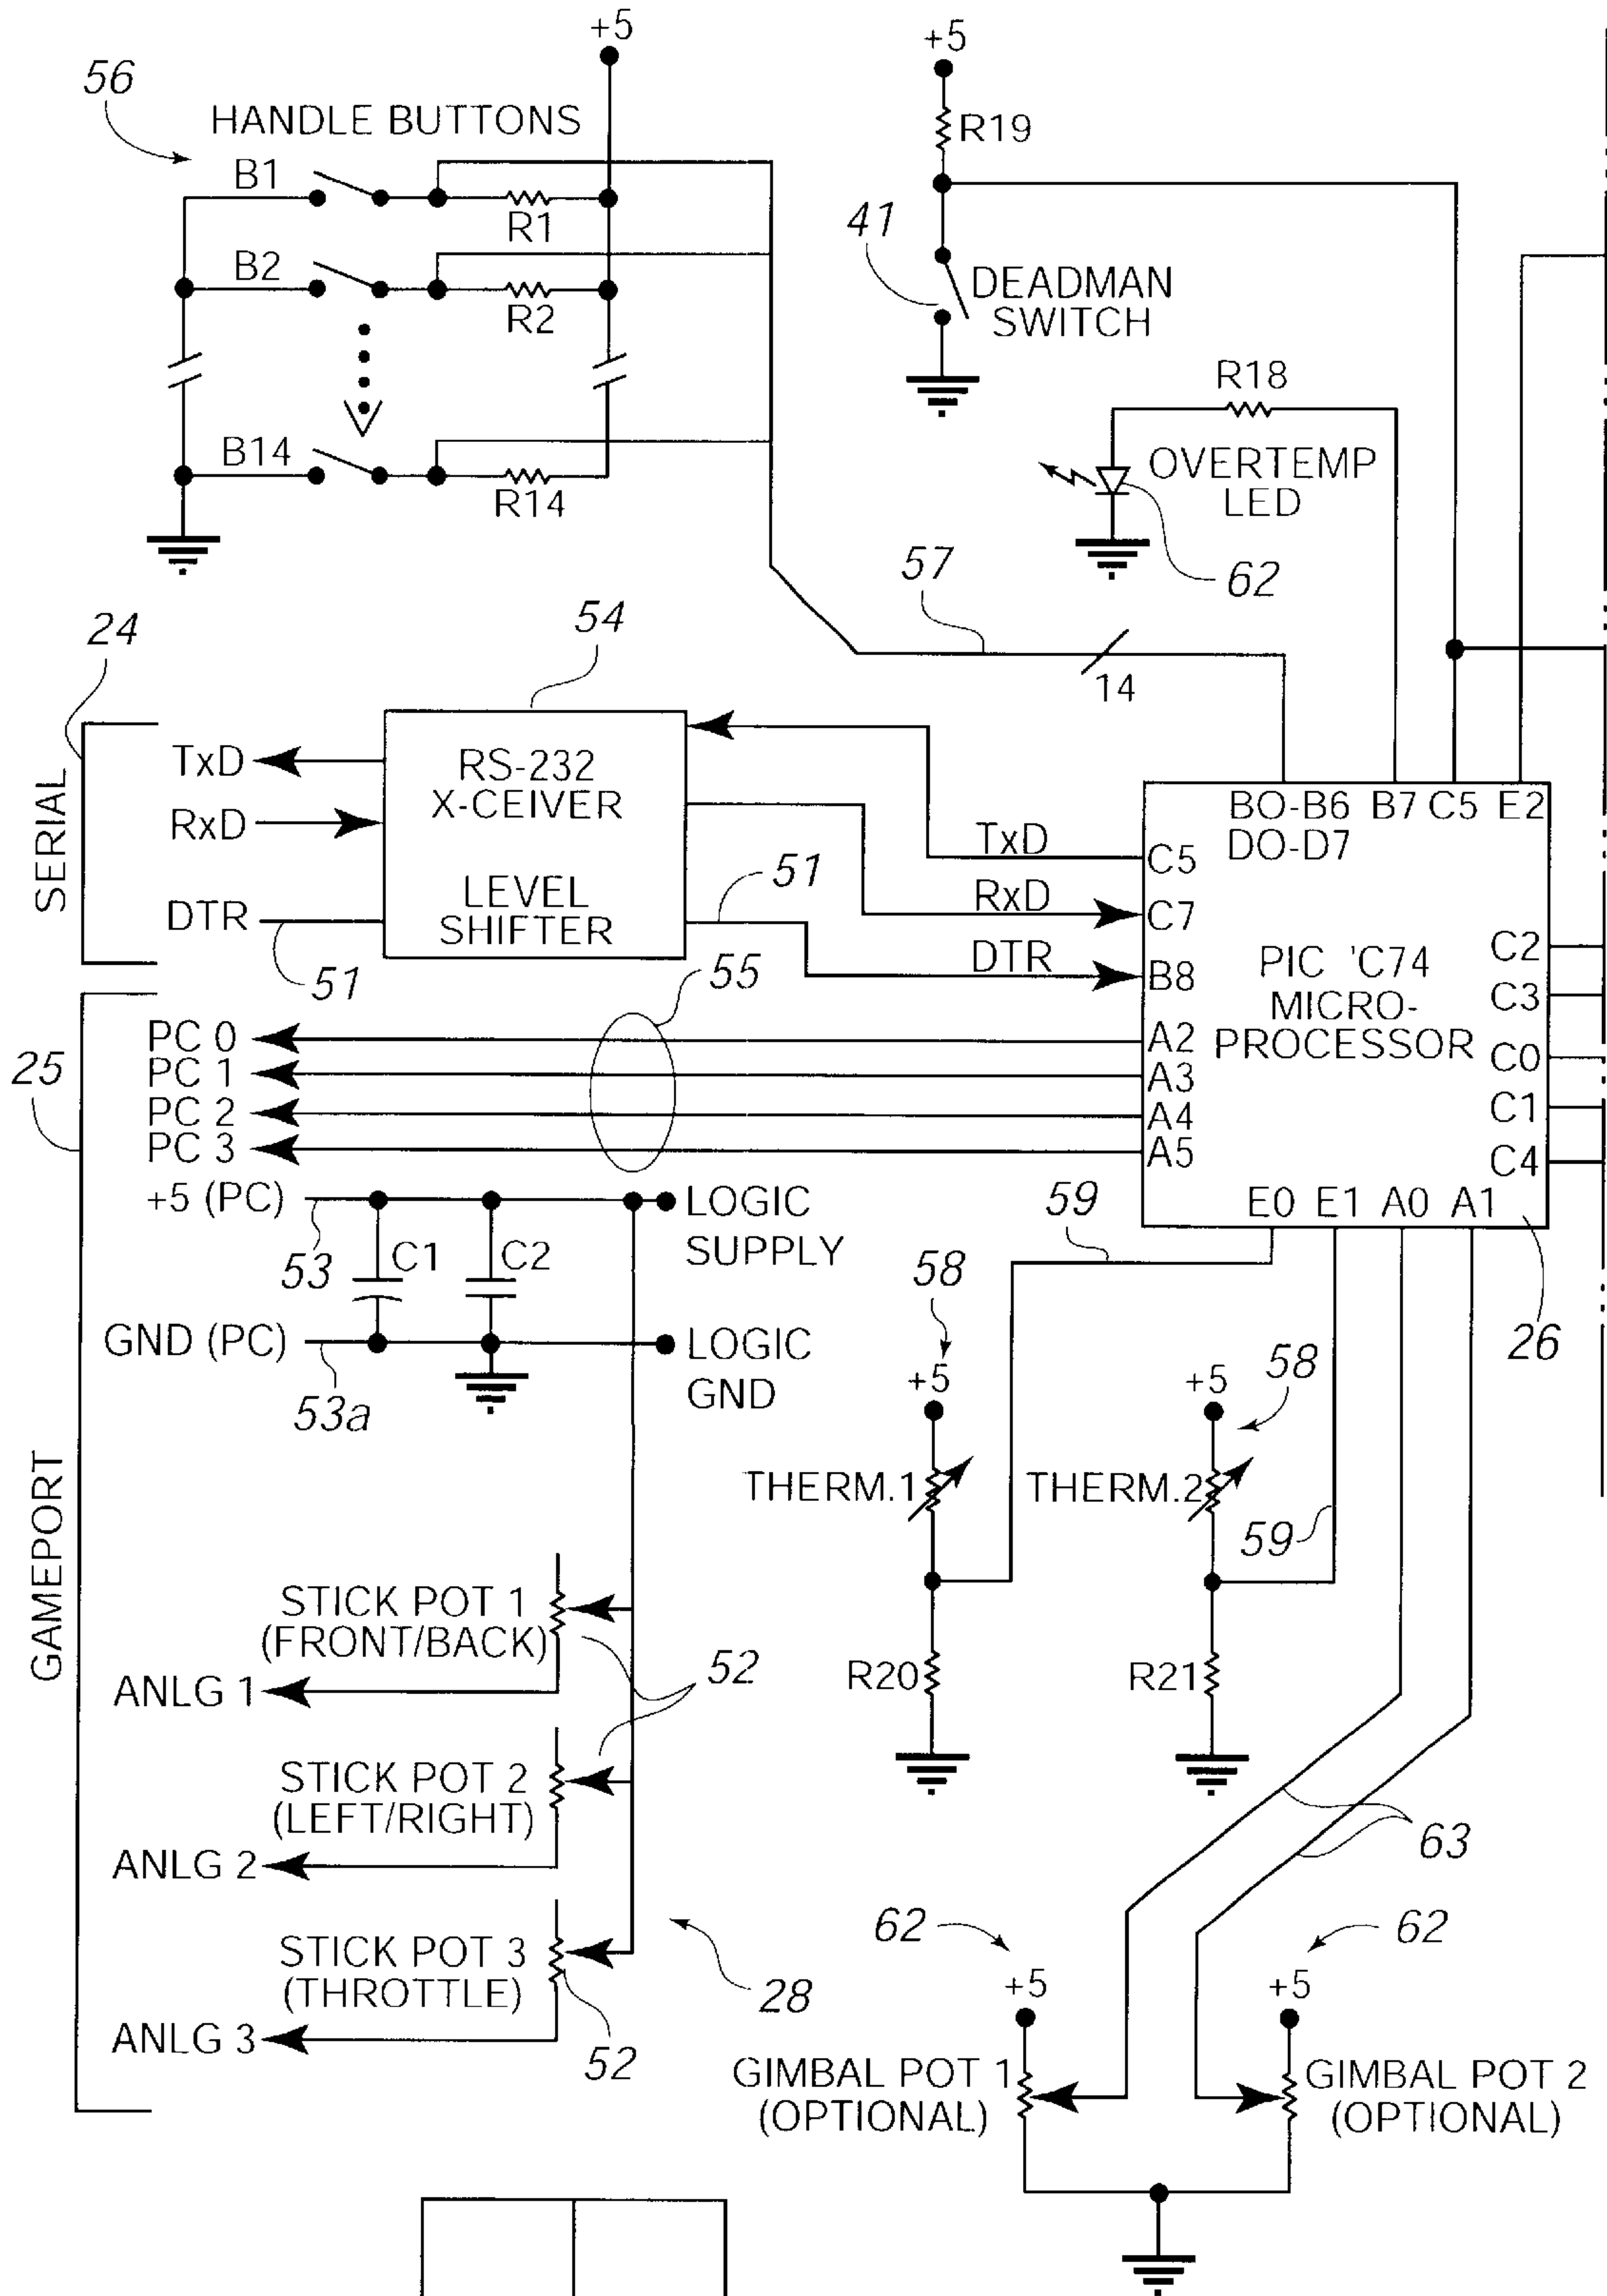 +5
56
HANDLE BUTTONS
B1
R1
B2
R2
B14
R14
+5
R19
41
DEADMAN
SWITCH
R18
OVERTEMP
LED
62
57
14
24
54
SERIAL
TxD
RxD
DTR
51
RS-232
X-CEIVER
LEVEL
SHIFTER
51
TxD
RxD
DTR
BO-B6
DO-D7
B7
C5
E2
C5
C7
B8
A2
A3
A4
A5
PIC 'C74
MICRO-
PROCESSOR
C2
C3
C0
C1
C4
E0
E1
A0
A1
26
55
25
GAMEPORT
PC 0
PC 1
PC 2
PC 3
+5 (PC)
53
C1
C2
LOGIC
SUPPLY
GND (PC)
53a
LOGIC
GND
59
58
+5
THERM.1
R20
58
+5
THERM.2
59
R21
STICK POT 1
(FRONT/BACK)
ANLG 1
52
STICK POT 2
(LEFT/RIGHT)
ANLG 2
STICK POT 3
(THROTTLE)
ANLG 3
52
28
63
62
+5
GIMBAL POT 1
(OPTIONAL)
62
+5
GIMBAL POT 2
(OPTIONAL)